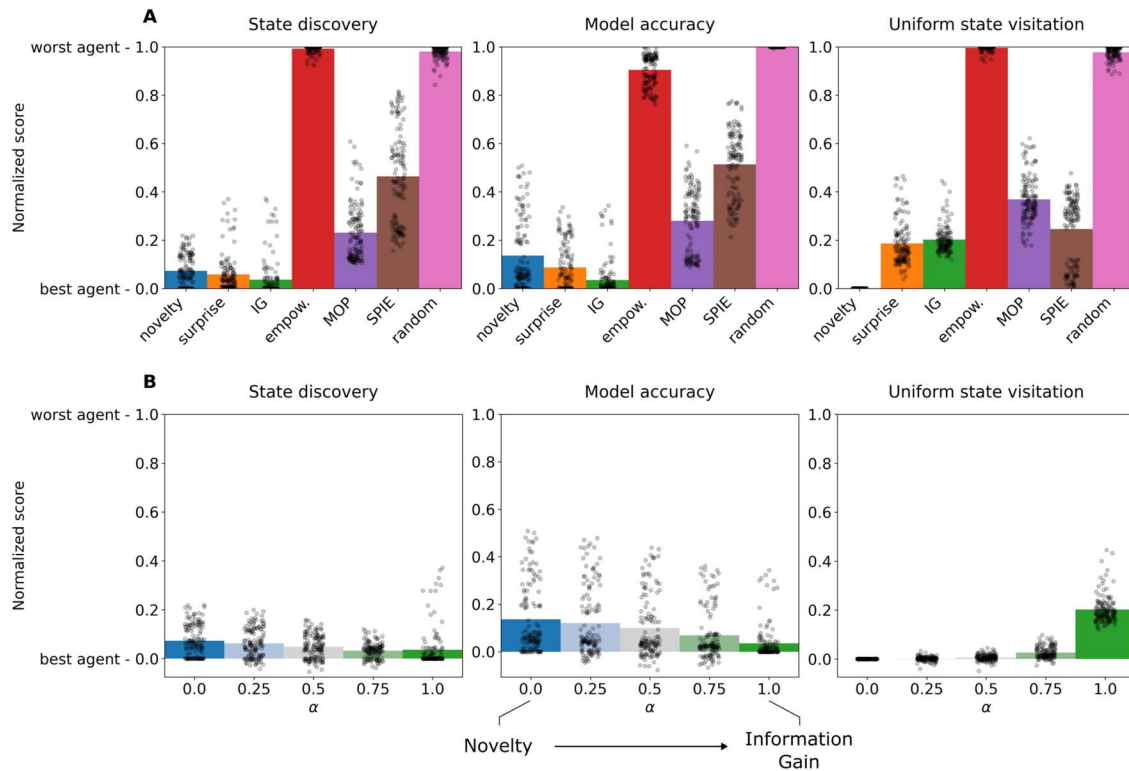 A
State discovery
Model accuracy
Uniform state visitation
worst agent - 1.0
0.8
0.6
0.4
0.2
best agent - 0.0
Normalized score
novelty
surprise
IG
empow.
MOP
SPIE
random
1.0
0.8
0.6
0.4
0.2
0.0
novelty
surprise
IG
empow.
MOP
SPIE
random
1.0
0.8
0.6
0.4
0.2
0.0
novelty
surprise
IG
empow.
MOP
SPIE
random
B
State discovery
Model accuracy
Uniform state visitation
worst agent - 1.0
0.8
0.6
0.4
0.2
best agent - 0.0
Normalized score
0.0 0.25 0.5 0.75 1.0
α
1.0
0.8
0.6
0.4
0.2
0.0
0.0 0.25 0.5 0.75 1.0
α
1.0
0.8
0.6
0.4
0.2
0.0
0.0 0.25 0.5 0.75 1.0
α
Novelty
Information
Gain